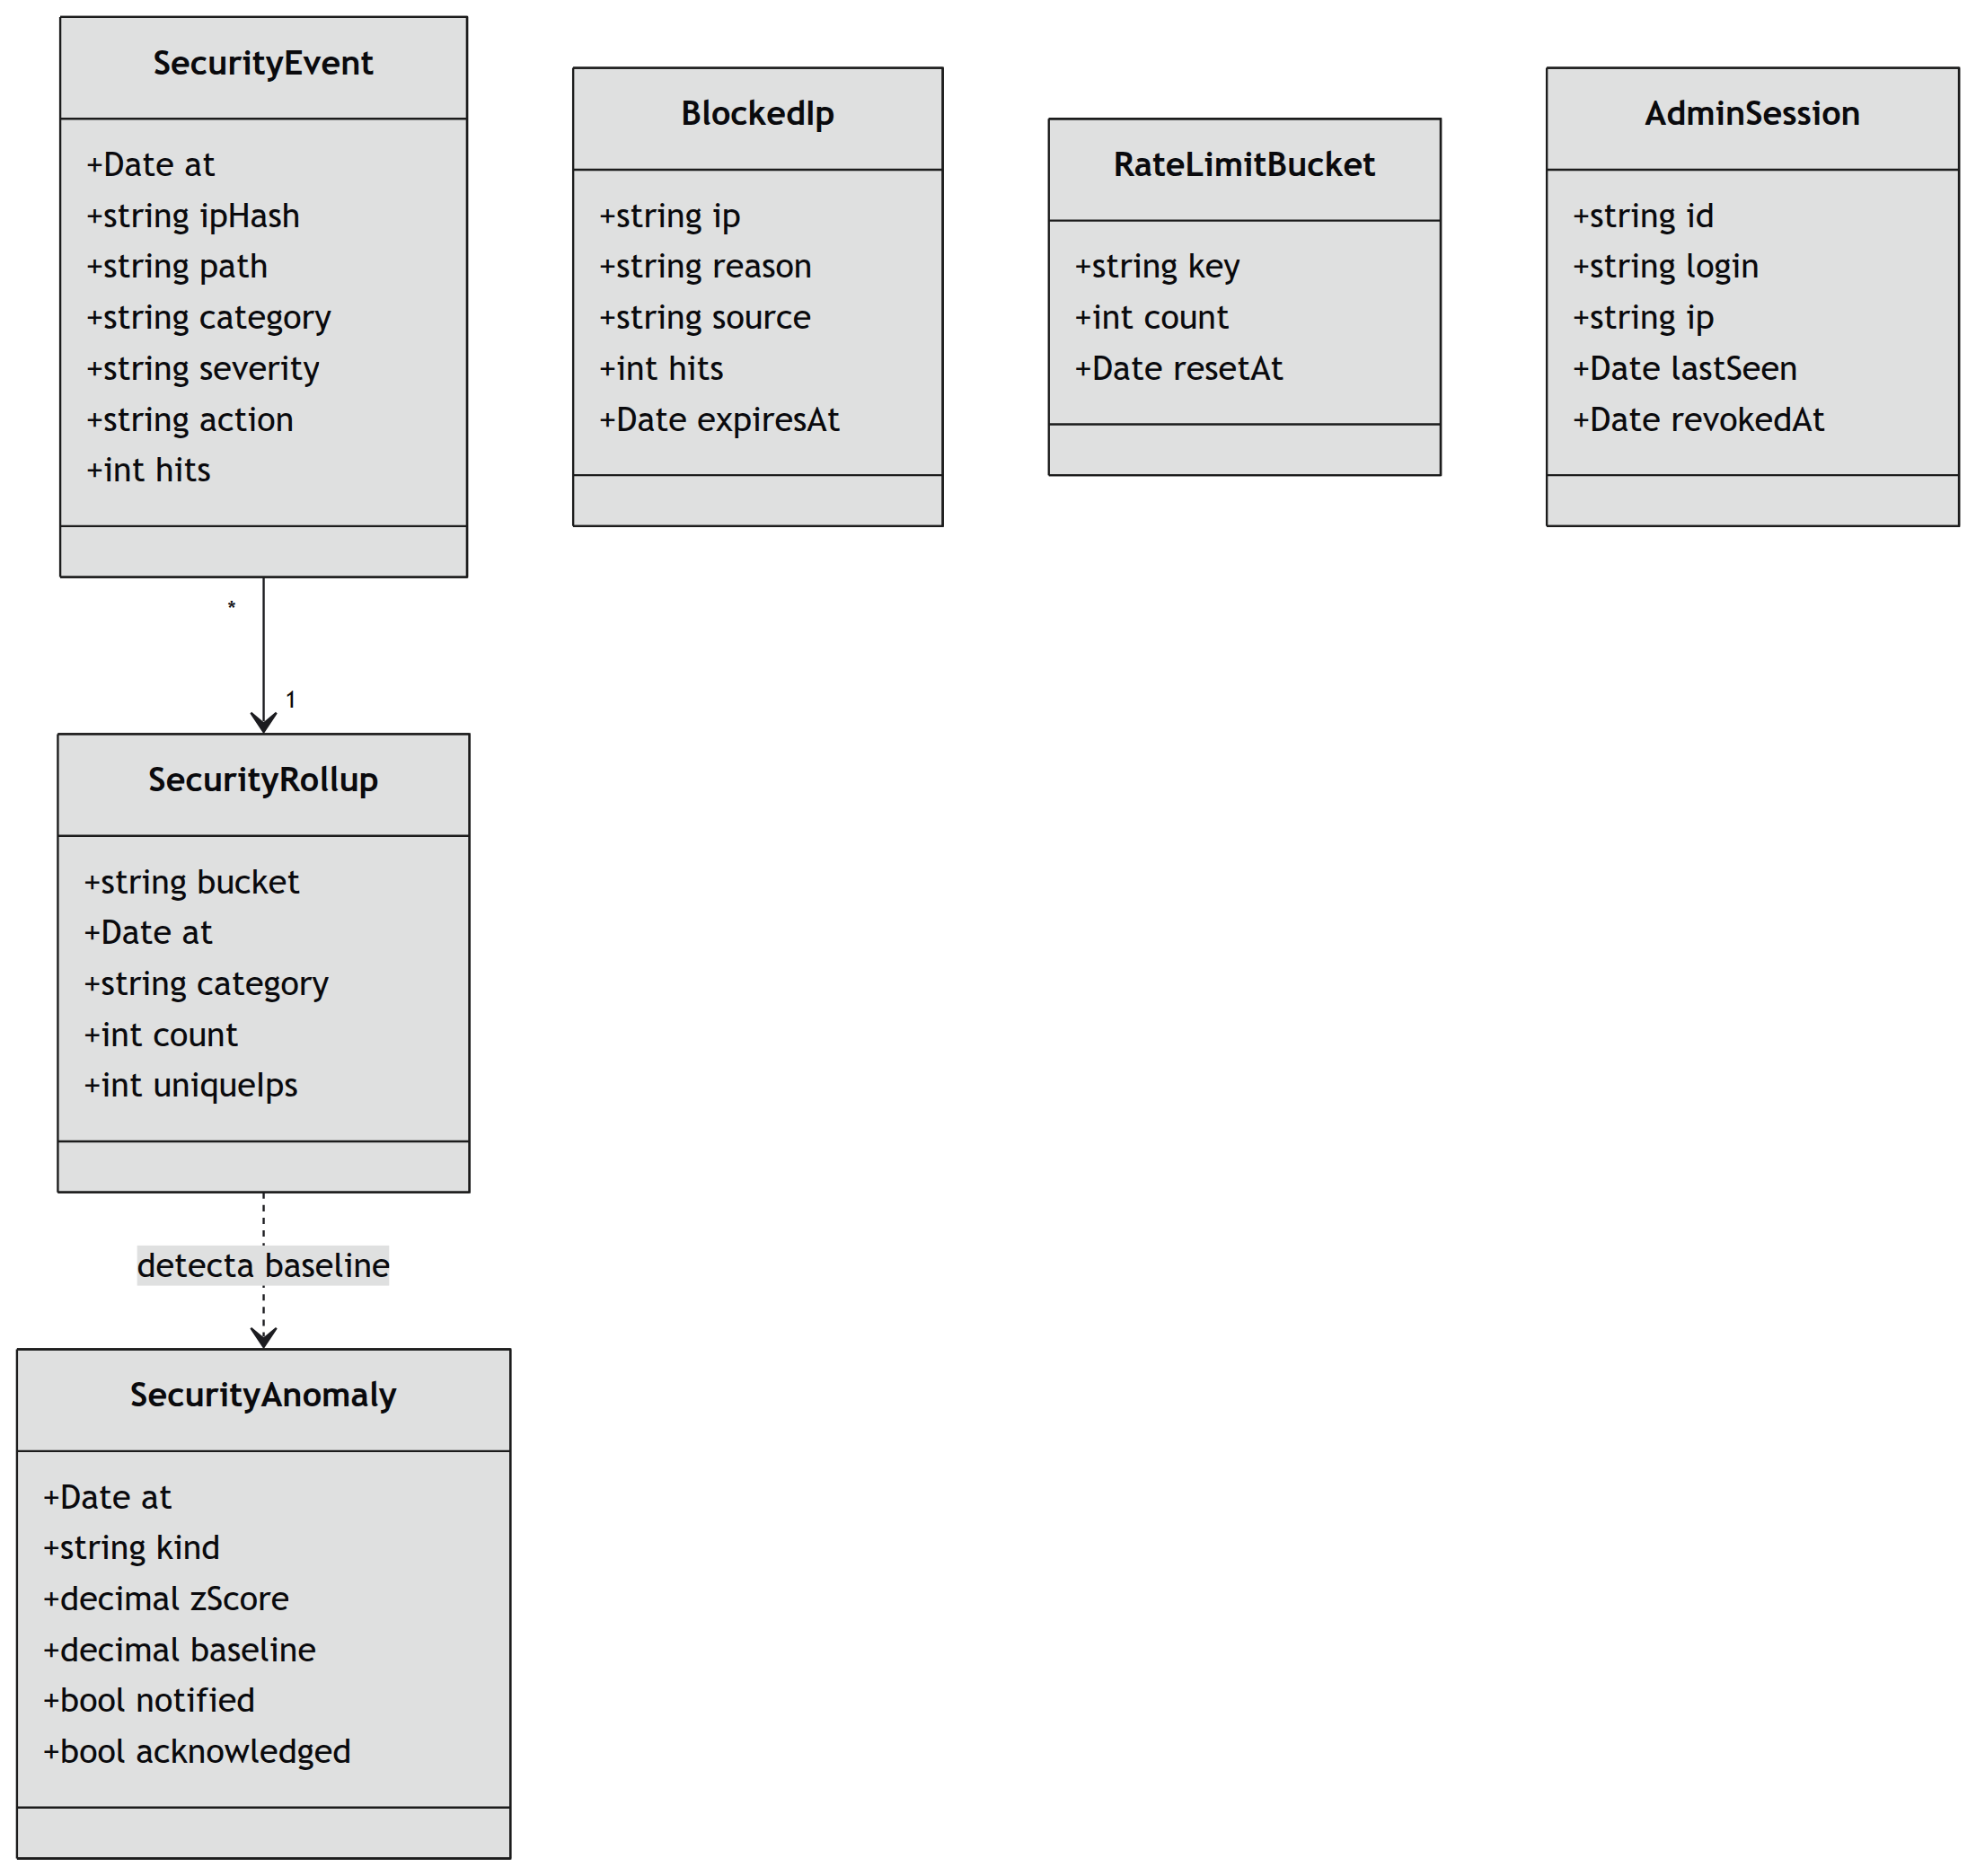 SecurityEvent
+Date at
+string ipHash
+string path
+string category
+string severity
+string action
+int hits
BlockedIp
+string ip
+string reason
+string source
+int hits
+Date expiresAt
RateLimitBucket
+string key
+int count
+Date resetAt
AdminSession
+string id
+string login
+string ip
+Date lastSeen
+Date revokedAt
*
1
SecurityRollup
+string bucket
+Date at
+string category
+int count
+int uniqueIps
detecta baseline
SecurityAnomaly
+Date at
+string kind
+decimal zScore
+decimal baseline
+bool notified
+bool acknowledged